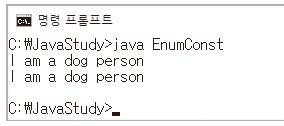 명령 프롬프트
C:₩JavaStudy>java EnumConst
I am a dog person
I am a dog person
C:₩JavaStudy>